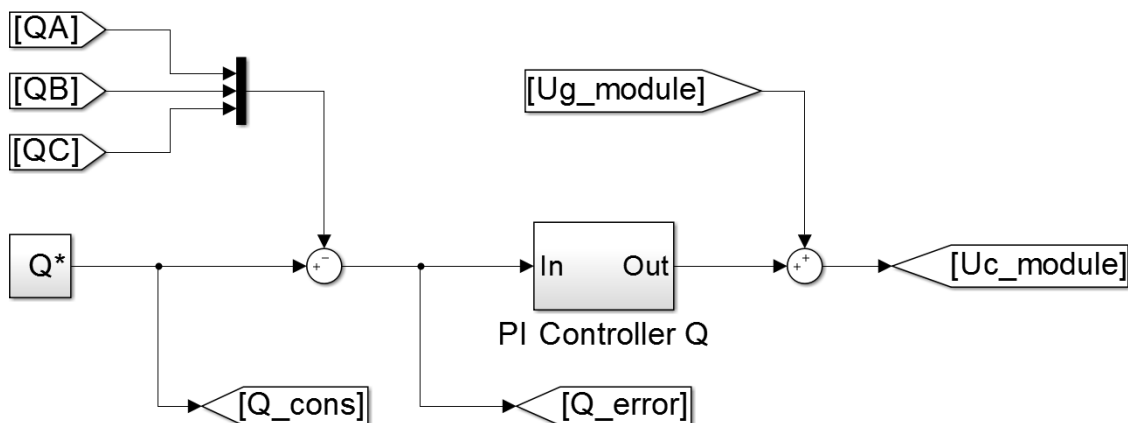 [QA]
[QB]
[Ug_module]
[QC]
+
−
Q*
In
Out
+
+
[Uc_module]
PI Controller Q
[Q_cons]
[Q_error]